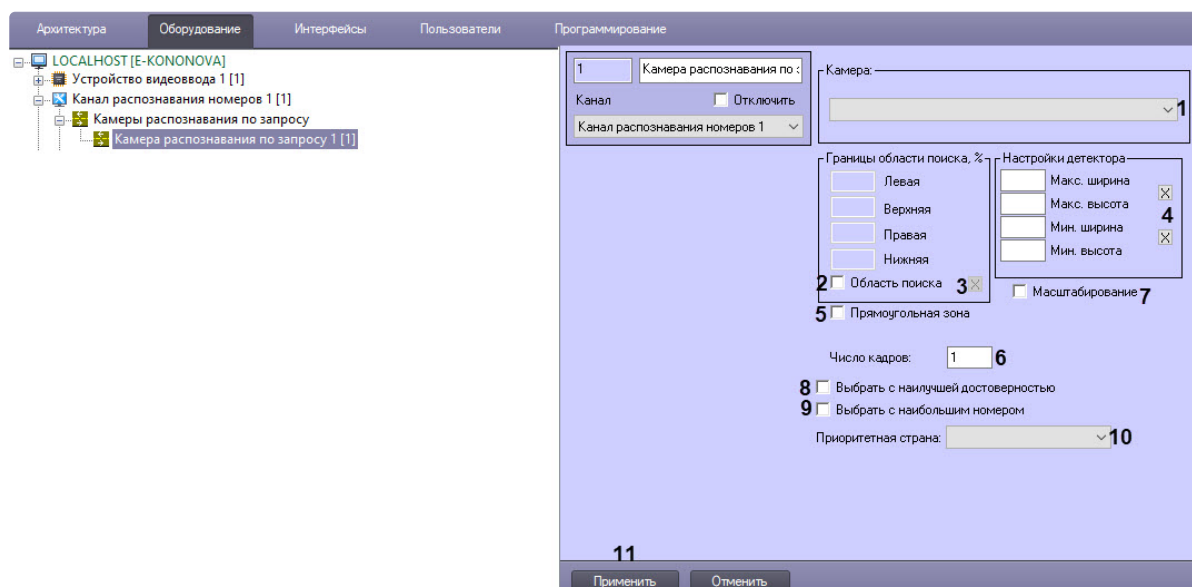 Архитектура Оборудование Интерфейсы Пользователи Программирование
LOCALHOST [E-KONONOVA]
Устройство видеоввода 1 [1]
Канал распознавания номеров 1 [1]
Камеры распознавания по запросу
Камера распознавания по запросу 1 [1]
1 Камера распознавания по з
Канал Отключить
Канал распознавания номеров 1
Камера:
1
Границы области поиска, %
Левая
Верхняя
Правая
Нижняя
2 Область поиска 3
Настройки детектора
Макс. ширина
Макс. высота
4
Мин. ширина
Мин. высота
Масштабирование 7
5 Прямоугольная зона
Число кадров: 1 6
8 Выбрать с наилучшей достоверностью
9 Выбрать с наибольшим номером
Приоритетная страна: 10
11
Применить Отменить